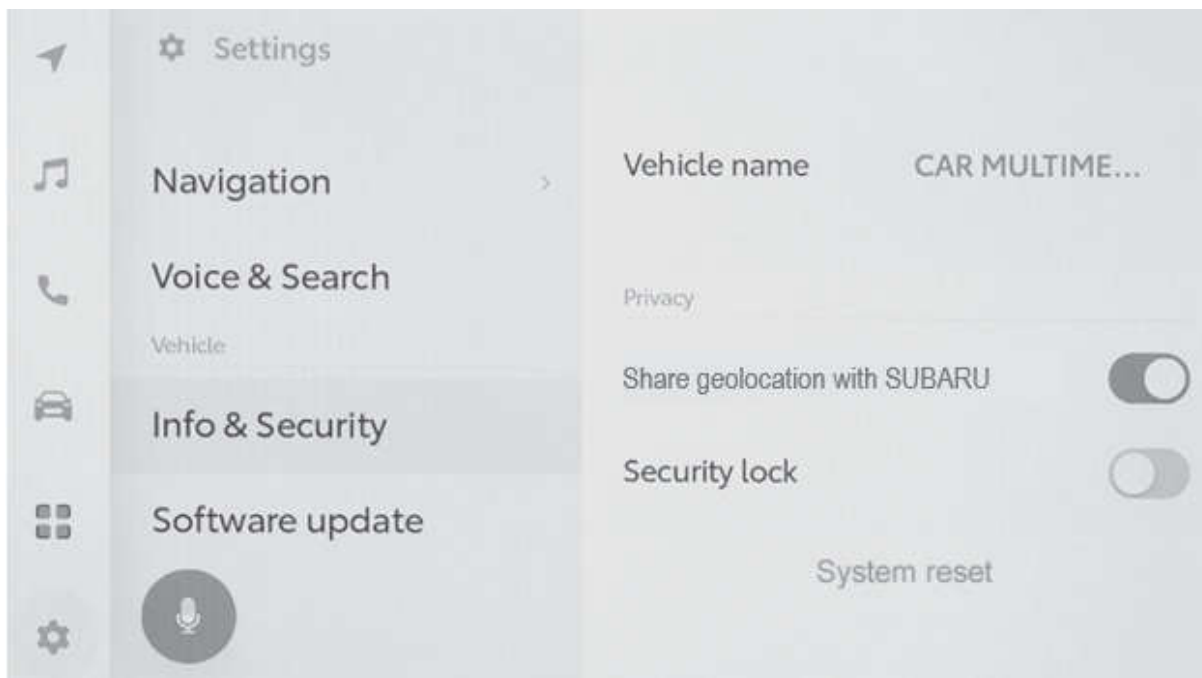 Settings
Navigation
Voice & Search
Vehicle
Info & Security
Software update
Vehicle name CAR MULTIME...
Privacy
Share geolocation with SUBARU
Security lock
System reset